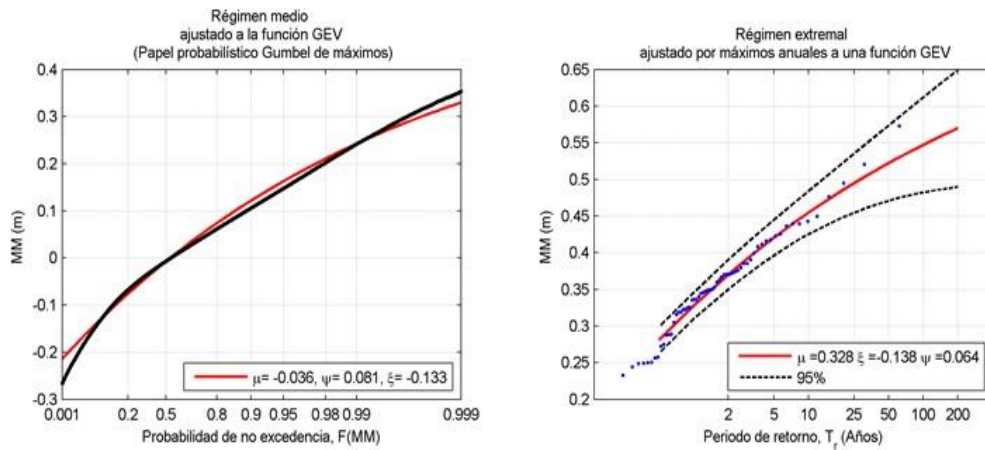 Régimen medio
ajustado a la función GEV
(Papel probabilístico Gumbel de máximos)
0.4
0.3
0.2
0.1
0
-0.1
-0.2
-0.3
MM (m)
μ= -0.036, ψ= 0.081, ξ= -0.133
0.001 0.2 0.5 0.8 0.9 0.95 0.98 0.99 0.999
Probabilidad de no excedencia, F(MM)
Régimen extremal
ajustado por máximos anuales a una función GEV
0.65
0.6
0.55
0.5
0.45
0.4
0.35
0.3
0.25
0.2
MM (m)
μ =0.328 ξ =-0.138 ψ =0.064
95%
2 5 10 25 50 100 200
Período de retorno, T_r (Años)